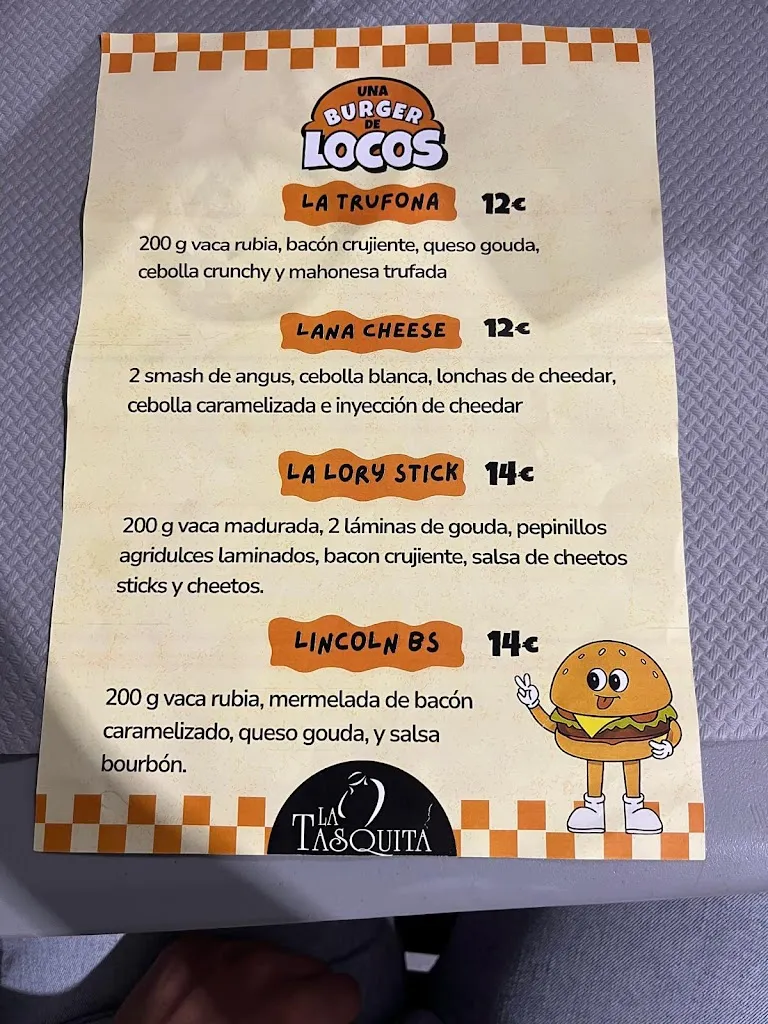 UNA
BURGER
DE
LOCOS
LA TRUFONA 12€
200 g vaca rubia, bacón crujiente, queso gouda,
cebolla crunchy y mahonesa trufada
LANA CHEESE 12€
2 smash de angus, cebolla blanca, lonchas de cheedar,
cebolla caramelizada e inyección de cheedar
LA LORY STICK 14€
200 g vaca madurada, 2 láminas de gouda, pepinillos
agridulces laminados, bacon crujiente, salsa de cheetos
sticks y cheetos.
LINCOLN BS 14€
200 g vaca rubia, mermelada de bacón
caramelizado, queso gouda, y salsa
bourbón.
LA
TASQUITA